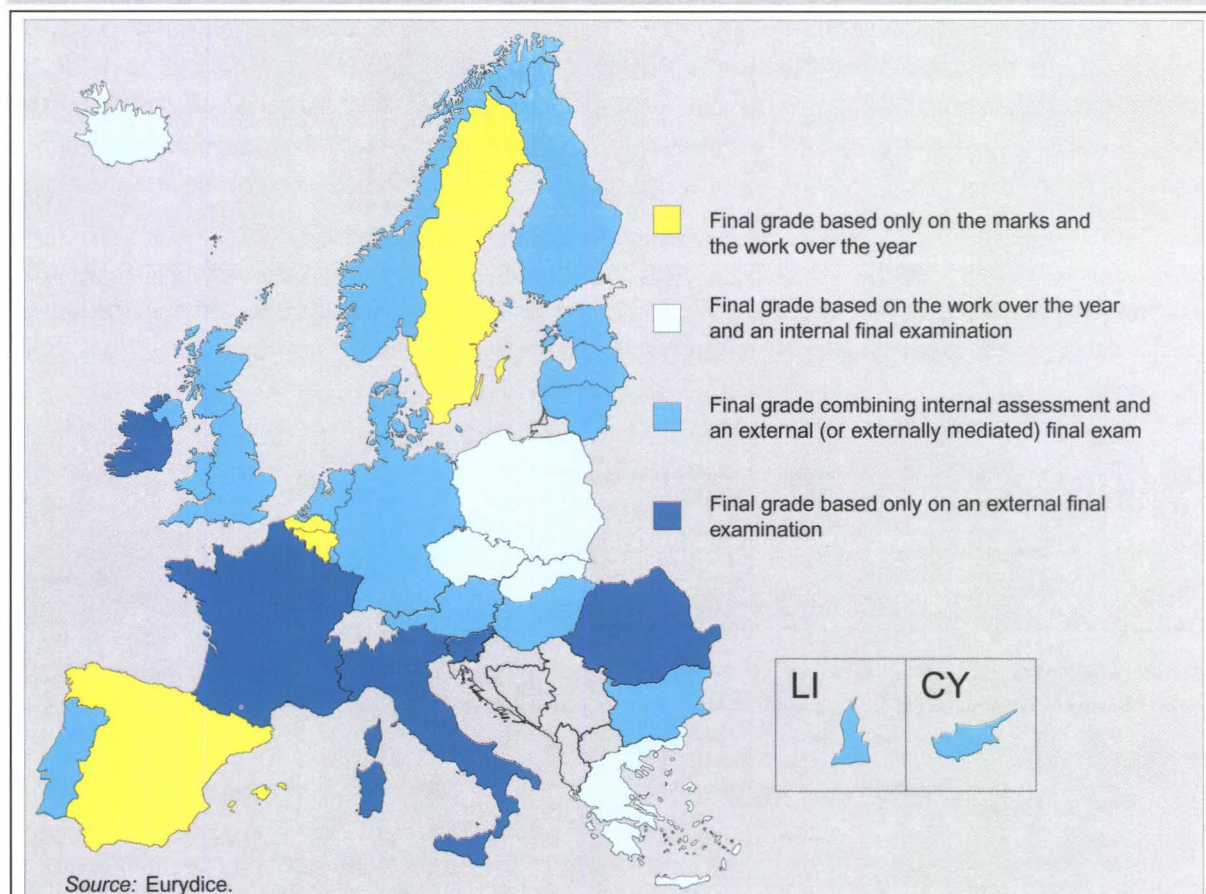 Final grade based only on the marks and
the work over the year
Final grade based on the work over the year
and an internal final examination
Final grade combining internal assessment and
an external (or externally mediated) final exam
Final grade based only on an external final
examination
LI
CY
Source: Eurydice.